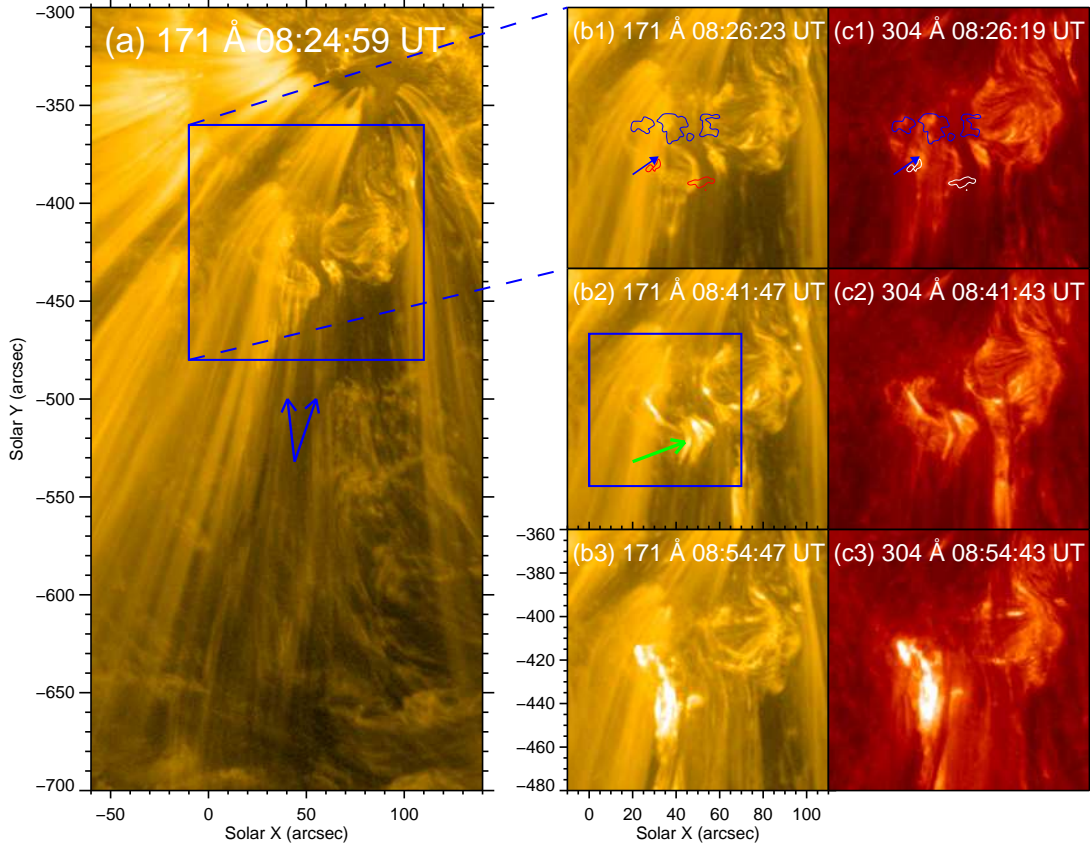 (a) 171 Å 08:24:59 UT
(b1) 171 Å 08:26:23 UT
(c1) 304 Å 08:26:19 UT
(b2) 171 Å 08:41:47 UT
(c2) 304 Å 08:41:43 UT
(b3) 171 Å 08:54:47 UT
(c3) 304 Å 08:54:43 UT
−300
−350
−400
−450
−500
−550
−600
−650
−700
Solar Y (arcsec)
−50 0 50 100
Solar X (arcsec)
−360
−380
−400
−420
−440
−460
−480
0 20 40 60 80 100
Solar X (arcsec)